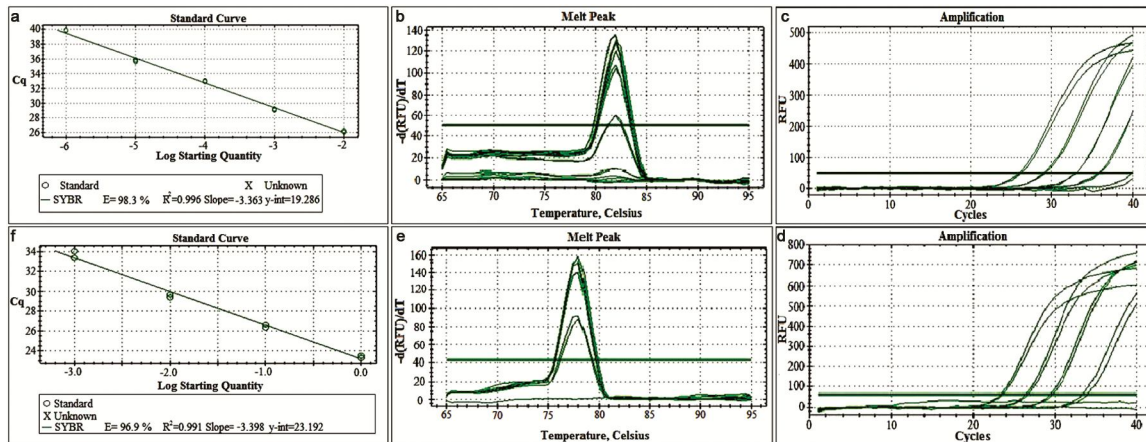 a
Standard Curve
40
38
36
34
32
30
28
26
Cq
-6
-5
-4
-3
-2
Log Starting Quantity
Standard
X Unknown
SYBR E= 98.3 % R²=0.996 Slope= -3.363 y-int=19.286
b
Melt Peak
140
120
100
80
60
40
20
0
-d(RFU)/dT
65
70
75
80
85
90
95
Temperature, Celsius
c
Amplification
500
400
300
200
100
0
RFU
0
10
20
30
40
Cycles
f
Standard Curve
34
32
30
28
26
24
Cq
-3.0
-2.0
-1.0
0.0
Log Starting Quantity
Standard
X Unknown
SYBR E= 96.9 % R²=0.991 Slope= -3.398 y-int=23.192
e
Melt Peak
160
140
120
100
80
60
40
20
0
-d(RFU)/dT
65
70
75
80
85
90
95
Temperature, Celsius
d
Amplification
800
700
600
500
400
300
200
100
0
RFU
0
10
20
30
40
Cycles